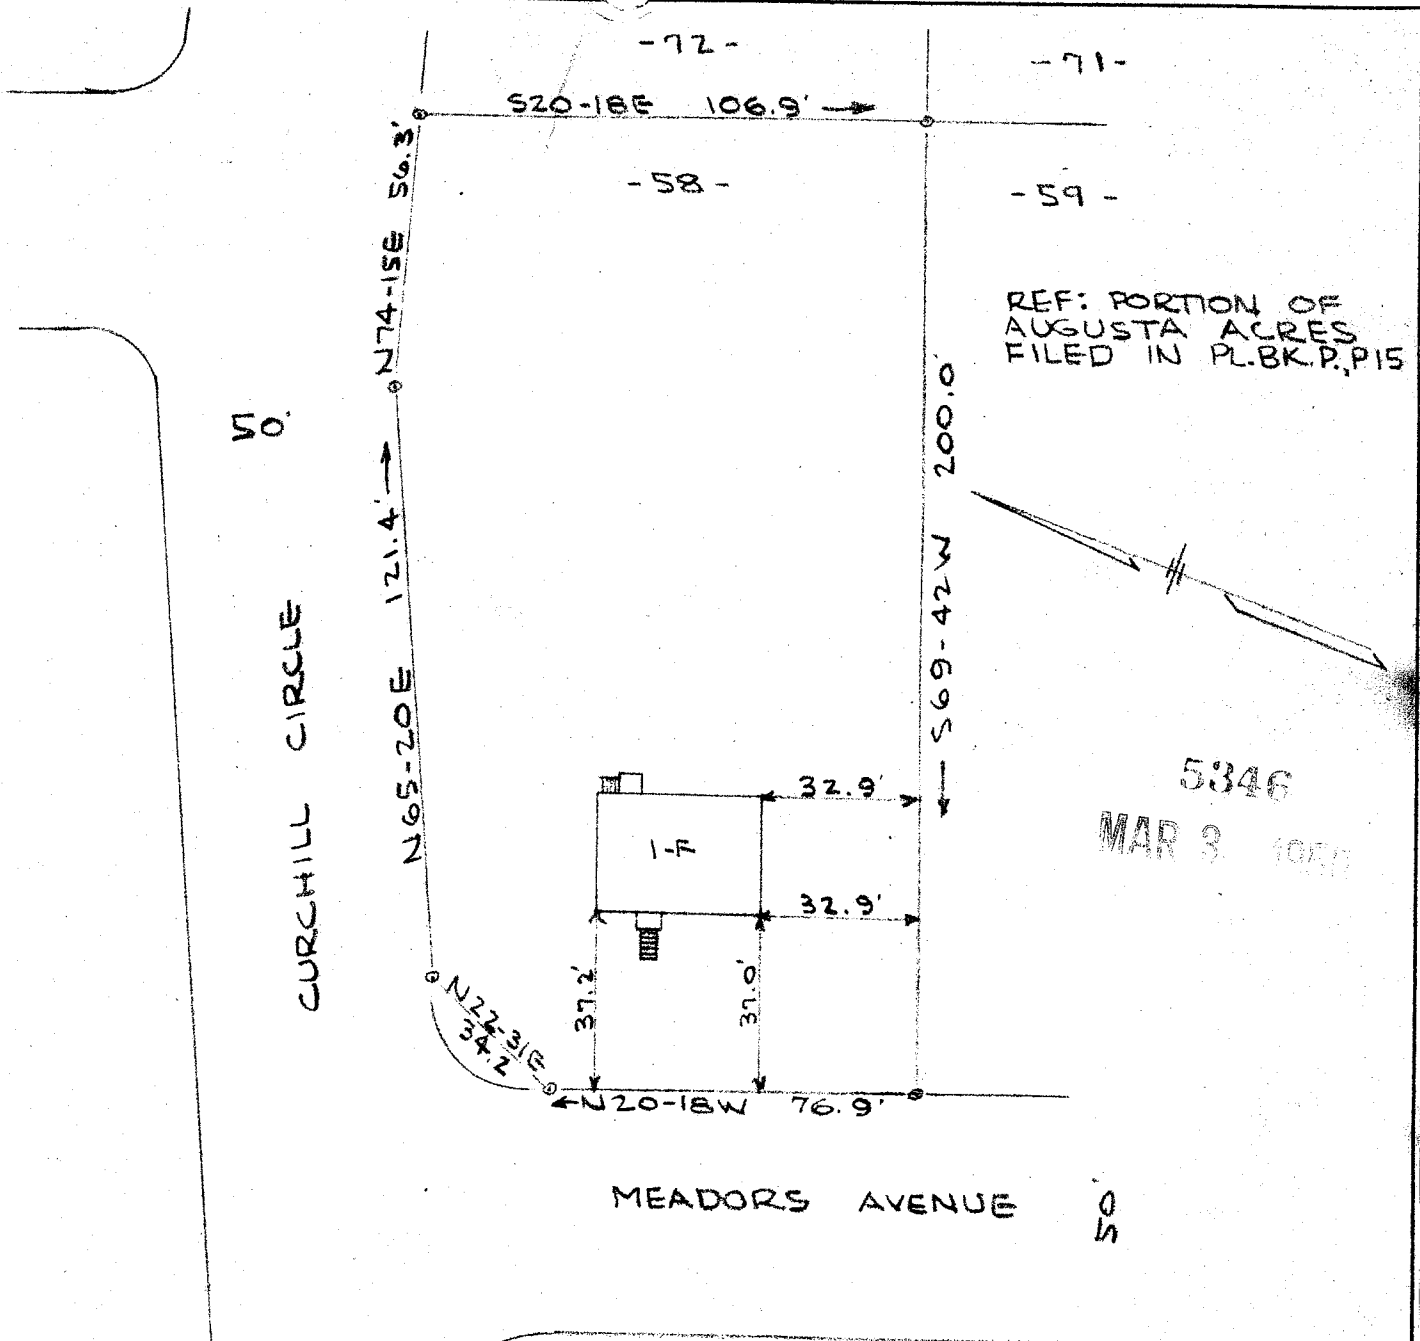 -72-
-71-
S20-18E 106.9'
-58-
-59-
N74-15E 56.3'
REF: PORTION OF
AUGUSTA ACRES
FILED IN PL.BK.P.,P15
50'
200.0
S69-42W
N65-20E 121.4'
CURCHILL CIRCLE
32.9'
1-F
32.9'
5346
MAR 3
37.2'
37.0'
N22-31E
34.2
N20-18W 76.9'
MEADORS AVENUE
50'